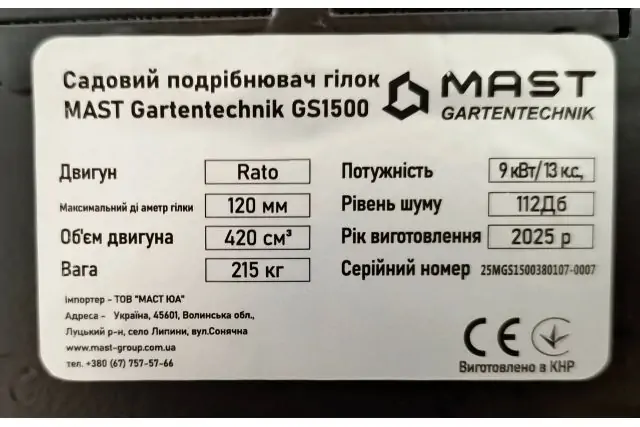 Садовий подрібнювач гілок
MAST Gartentechnik GS1500
MAST
GARTENTECHNIK
Двигун Rato
Максимальний ді аметр гілки 120 мм
Об'єм двигуна 420 см³
Вага 215 кг
Потужність 9 кВт/13 к.с,
Рівень шуму 112Дб
Рік виготовлення 2025 р
Серійний номер 25MGS1500380107-0007
Імпортер - ТОВ "МАСТ ЮА"
Адреса - Україна, 45601, Волинська обл.,
Луцький р-н, село Липини, вул.Сонячна
www.mast-group.com.ua
тел. +380 (67) 757-57-66
CE
Виготовлено в КНР